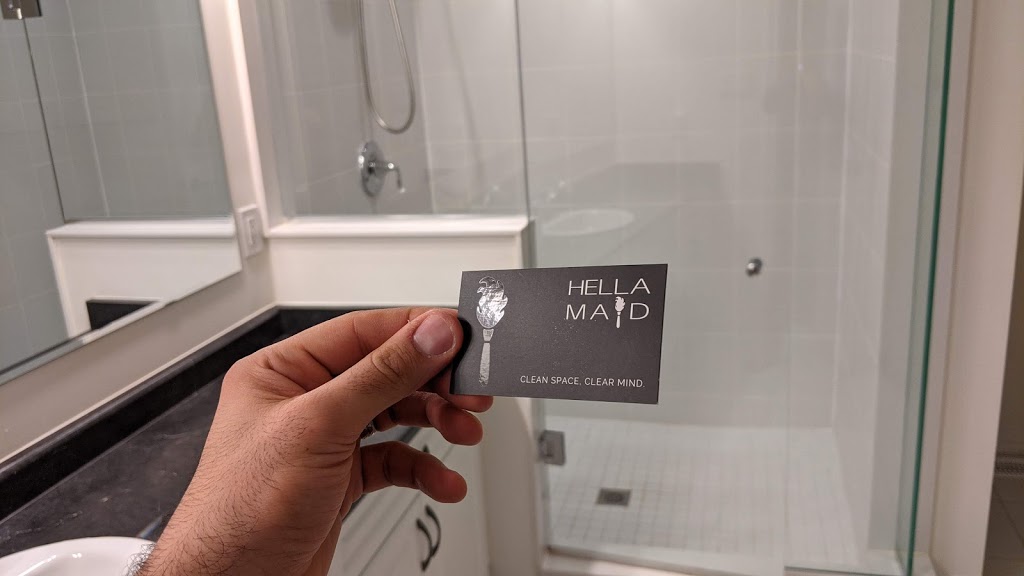 HELLA
MAID
CLEAN SPACE. CLEAR MIND.